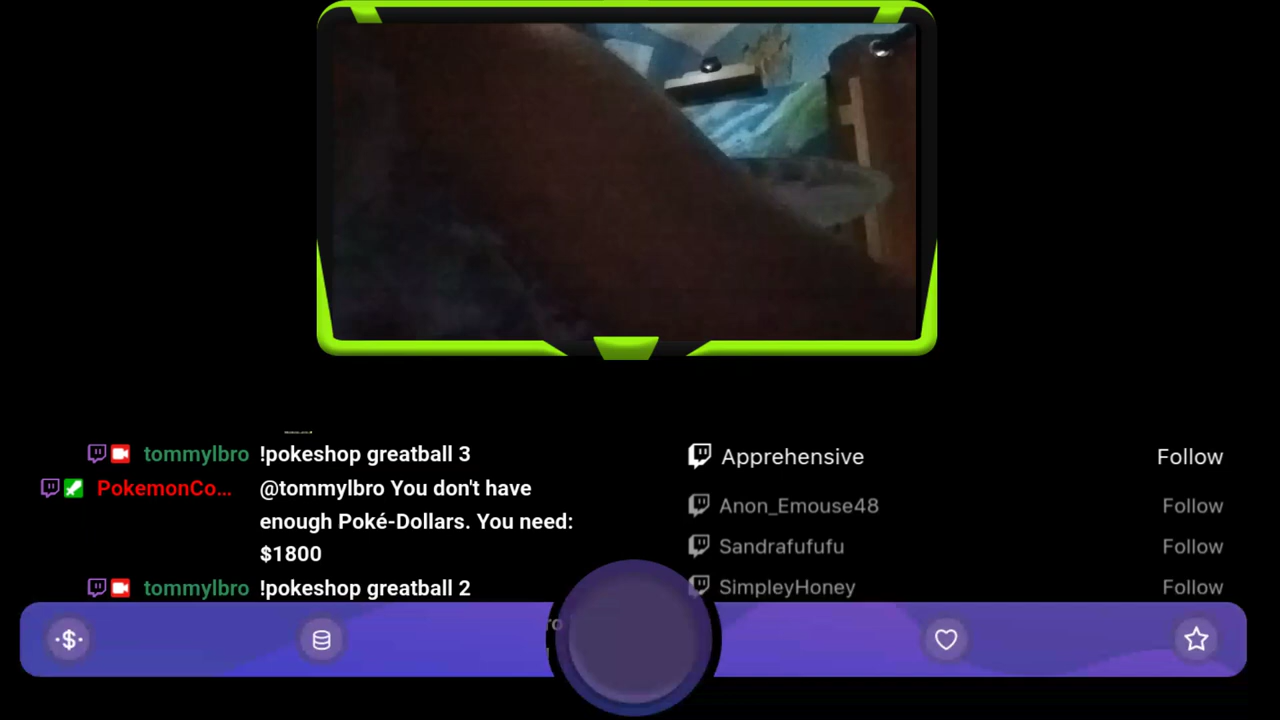 tommylbro !pokeshop greatball 3
PokemonCo... @tommylbro You don't have
enough Poké-Dollars. You need:
$1800
tommylbro !pokeshop greatball 2
Apprehensive Follow
Anon_Emouse48 Follow
Sandrafufufu Follow
SimpleyHoney Follow
ro
$